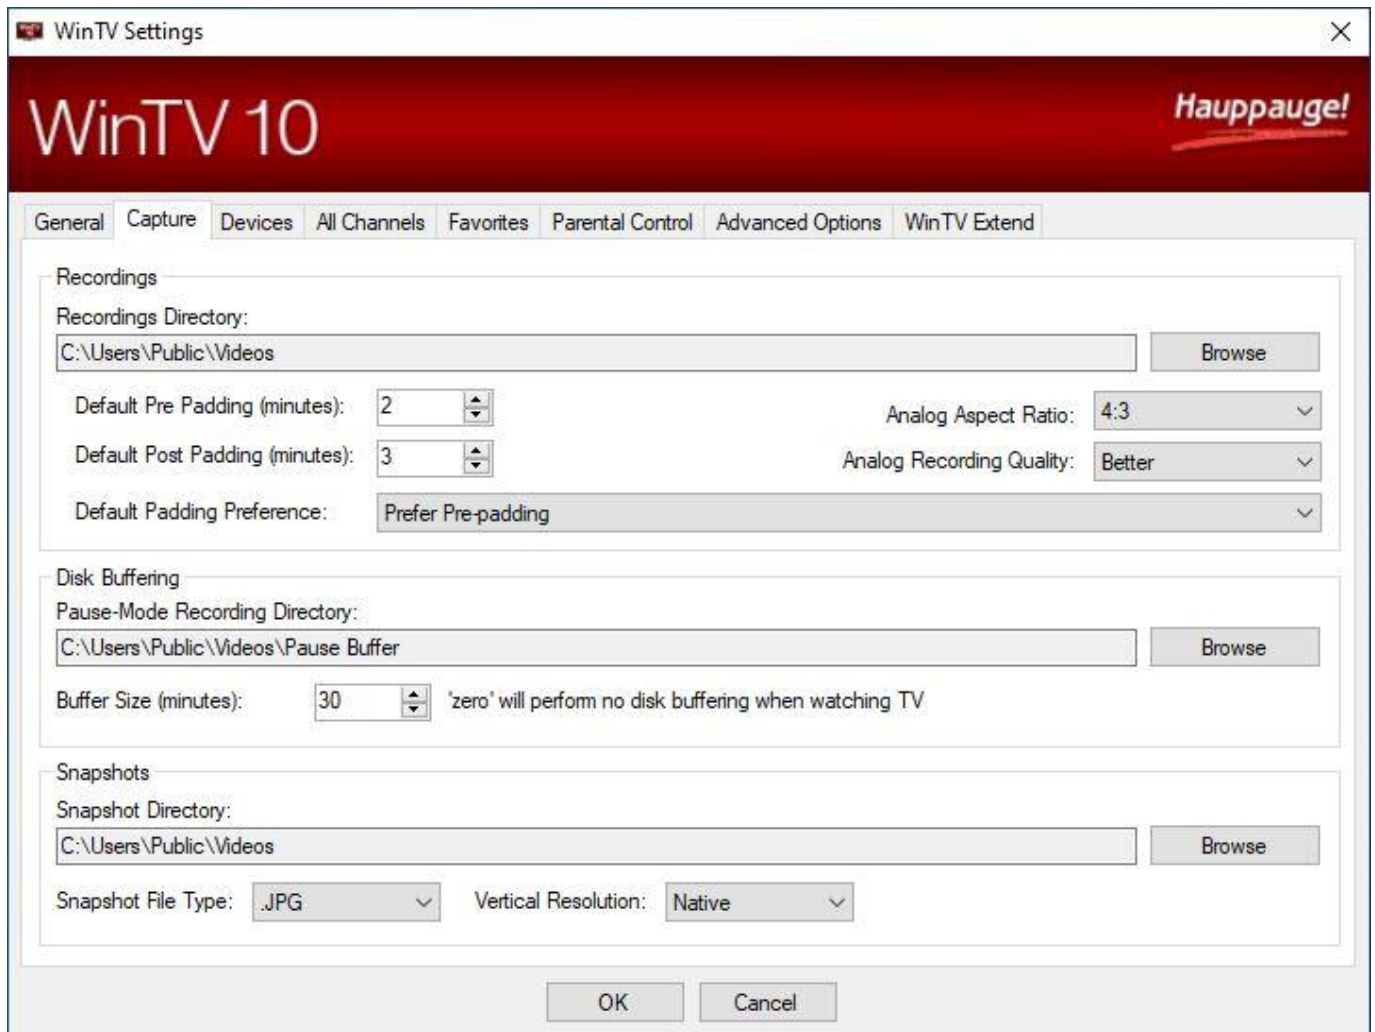 WinTV Settings
WinTV 10
Hauppauge!
General Capture Devices All Channels Favorites Parental Control Advanced Options WinTV Extend
Recordings
Recordings Directory:
C:\Users\Public\Videos Browse
Default Pre Padding (minutes): 2 Analog Aspect Ratio: 4:3
Default Post Padding (minutes): 3 Analog Recording Quality: Better
Default Padding Preference: Prefer Pre-padding
Disk Buffering
Pause-Mode Recording Directory:
C:\Users\Public\Videos\Pause Buffer Browse
Buffer Size (minutes): 30 'zero' will perform no disk buffering when watching TV
Snapshots
Snapshot Directory:
C:\Users\Public\Videos Browse
Snapshot File Type: .JPG Vertical Resolution: Native
OK Cancel